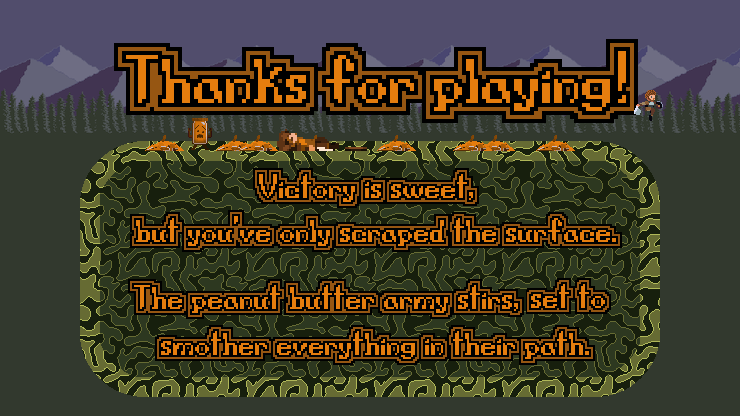 Thanks for playing!
Victory is sweet,
but you've only scraped the surface.
The peanut butter army stirs, set to
smother everything in their path.